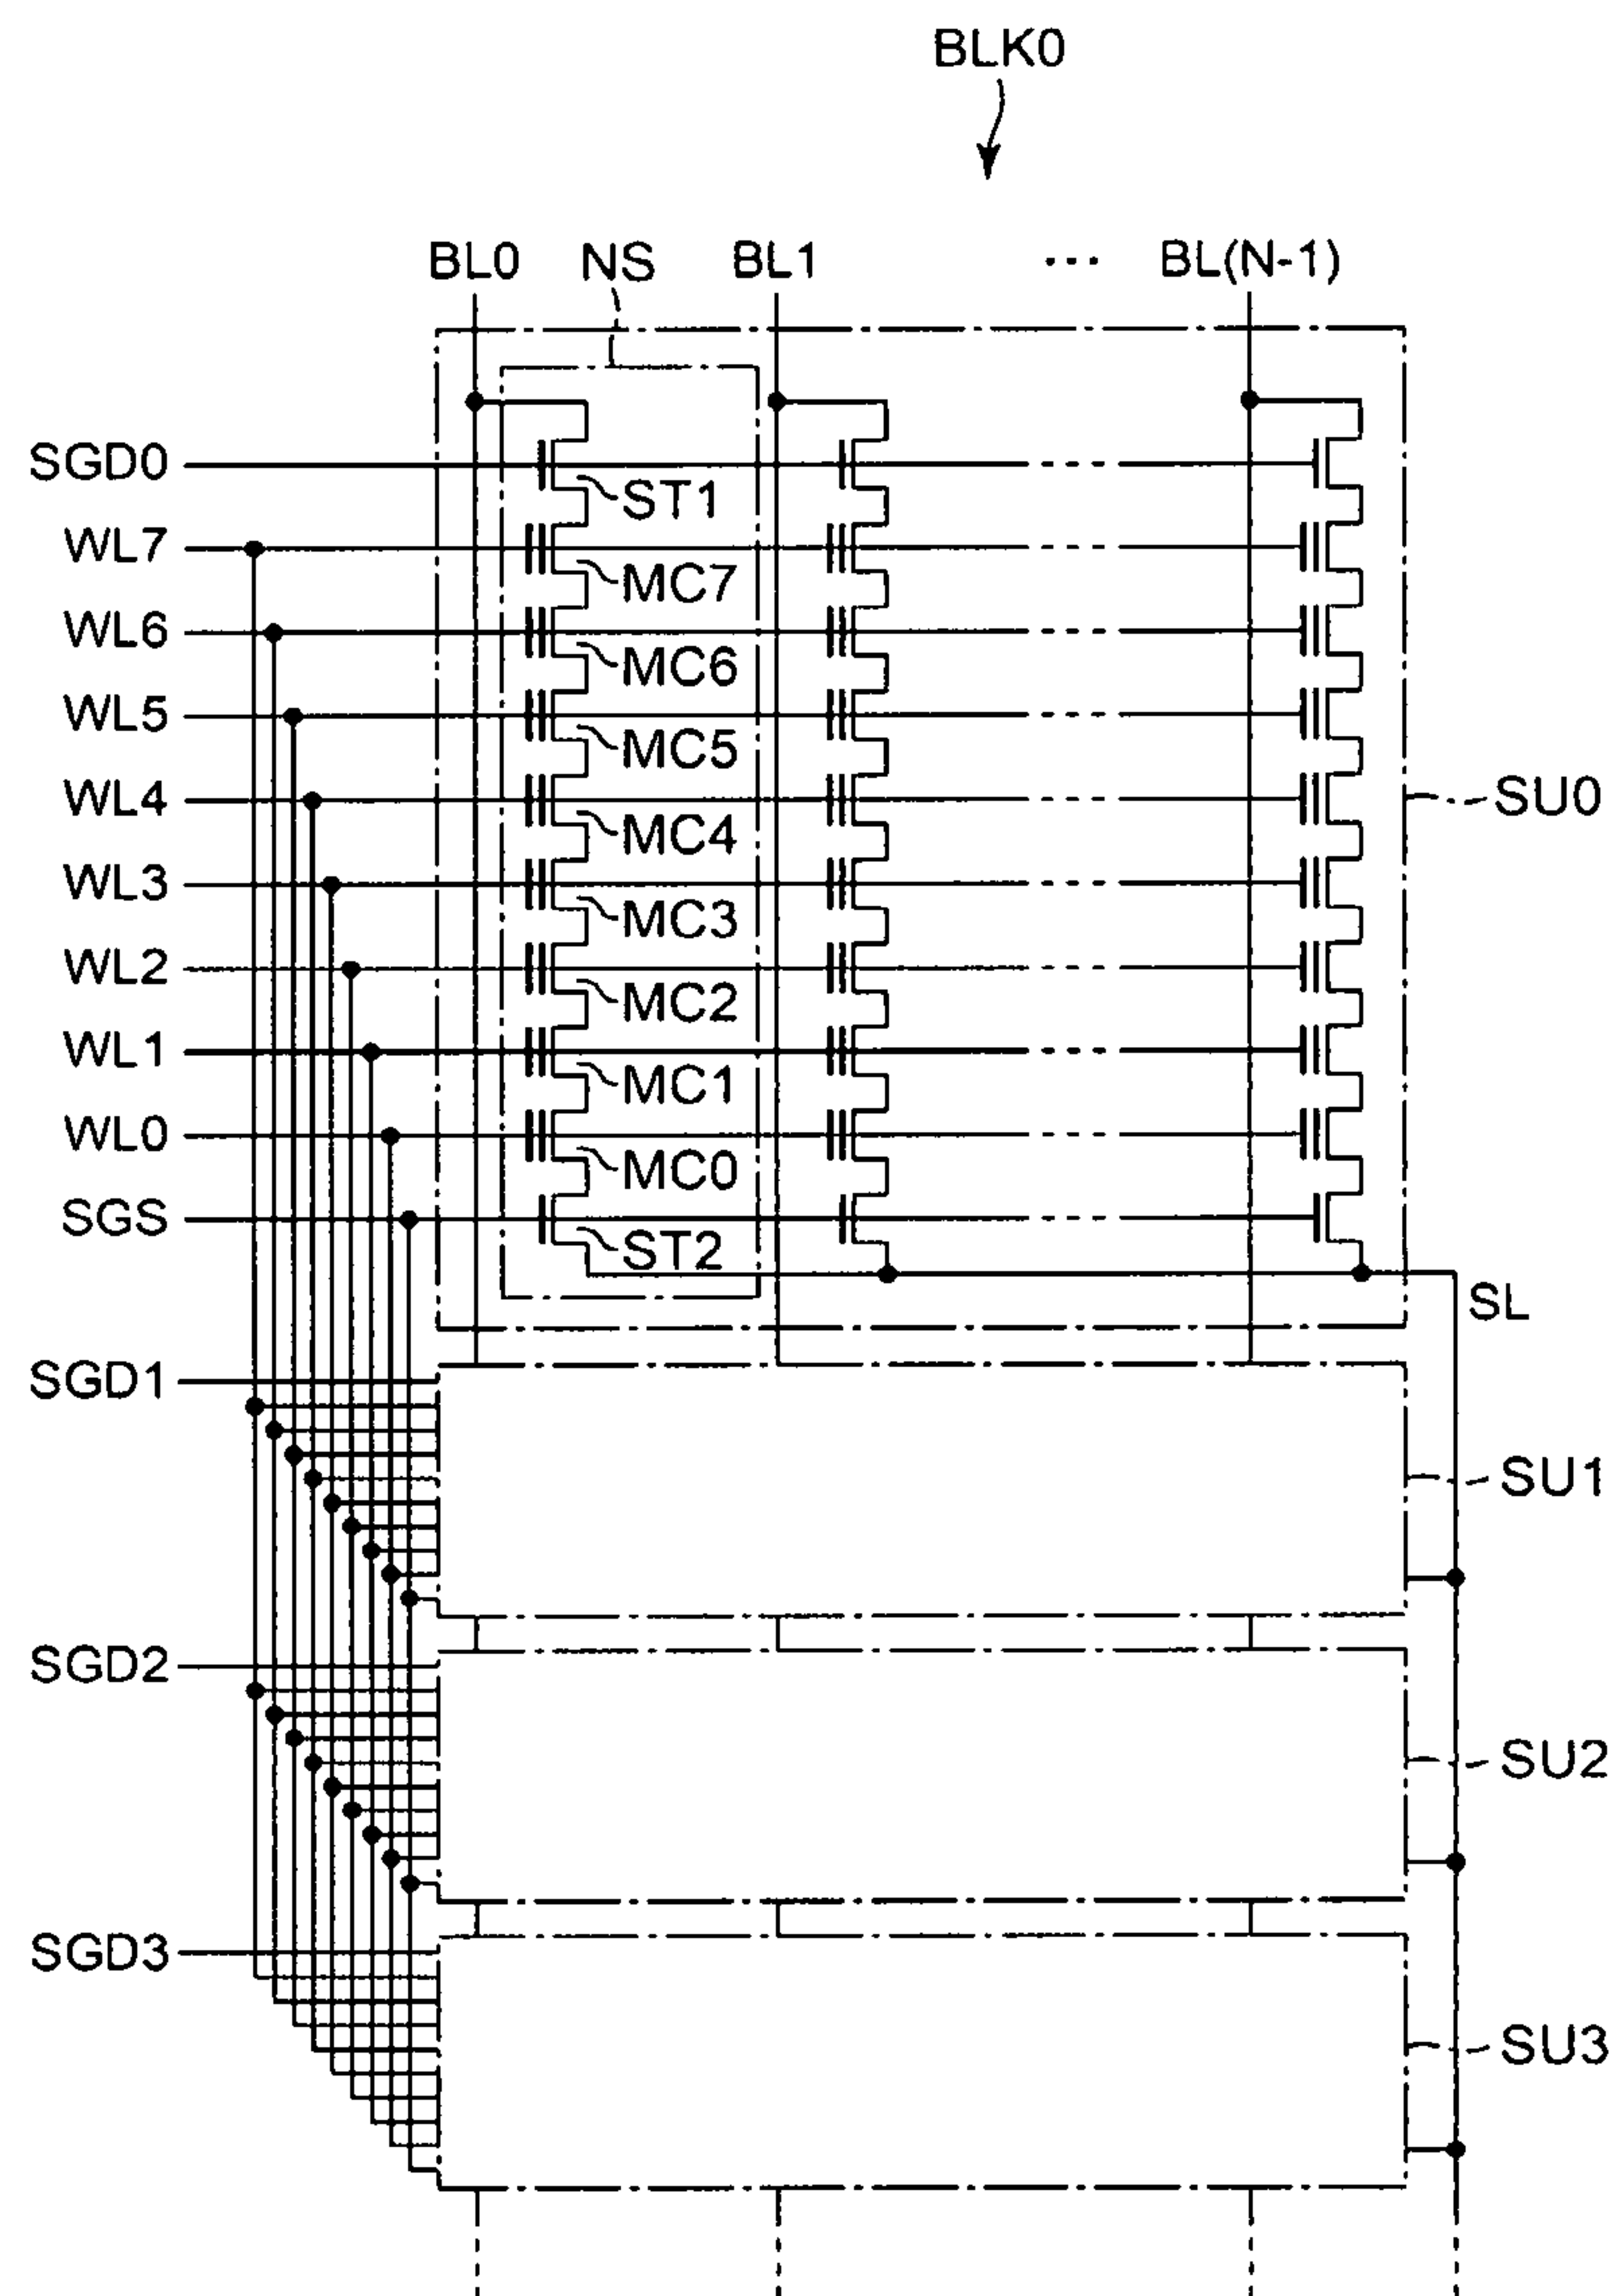 BLK0
BL0 NS BL1 ... BL(N-1)
SGD0
ST1
WL7
MC7
WL6
MC6
WL5
MC5
WL4
SU0
MC4
WL3
MC3
WL2
MC2
WL1
MC1
WL0
MC0
SGS
ST2
SL
SGD1
SU1
SGD2
SU2
SGD3
SU3